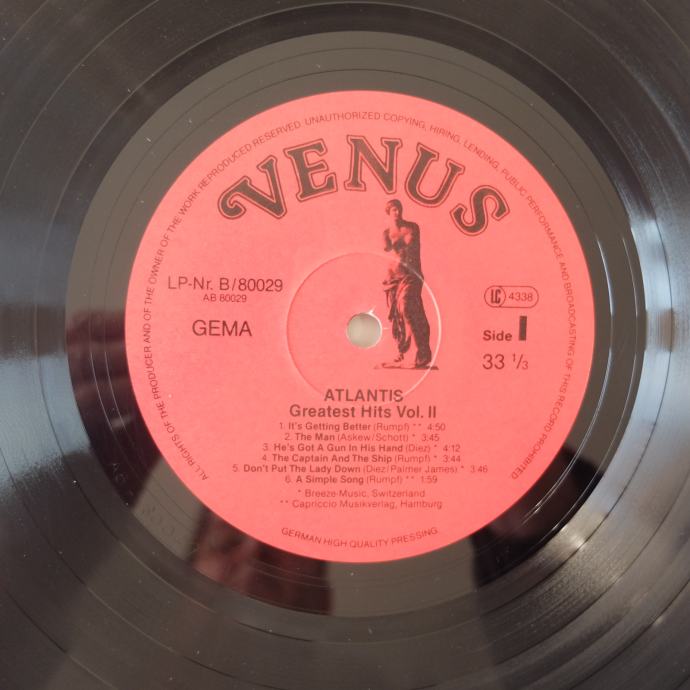 ALL RIGHTS OF THE PRODUCER AND OF THE OWNER OF THE WORK REPRODUCED RESERVED. UNAUTHORIZED COPYING, HIRING, LENDING, PUBLIC PERFORMANCE AND BROADCASTING OF THIS RECORD PROHIBITED
VENUS
LP-Nr. B/80029
AB 80029
LC 4338
GEMA
Side I
33 1/3
ATLANTIS
Greatest Hits Vol. II
1. It's Getting Better (Rumpf) ** 4:50
2. The Man (Askew/Schott) * 3:45
3. He's Got A Gun In His Hand (Diez) * 4:12
4. The Captain And The Ship (Rumpf) * 3:44
5. Don't Put The Lady Down (Diez/Palmer James) * 3:46
6. A Simple Song (Rumpf) ** 1:59
* Breeze-Music, Switzerland
** Capriccio Musikverlag, Hamburg
GERMAN HIGH QUALITY PRESSING